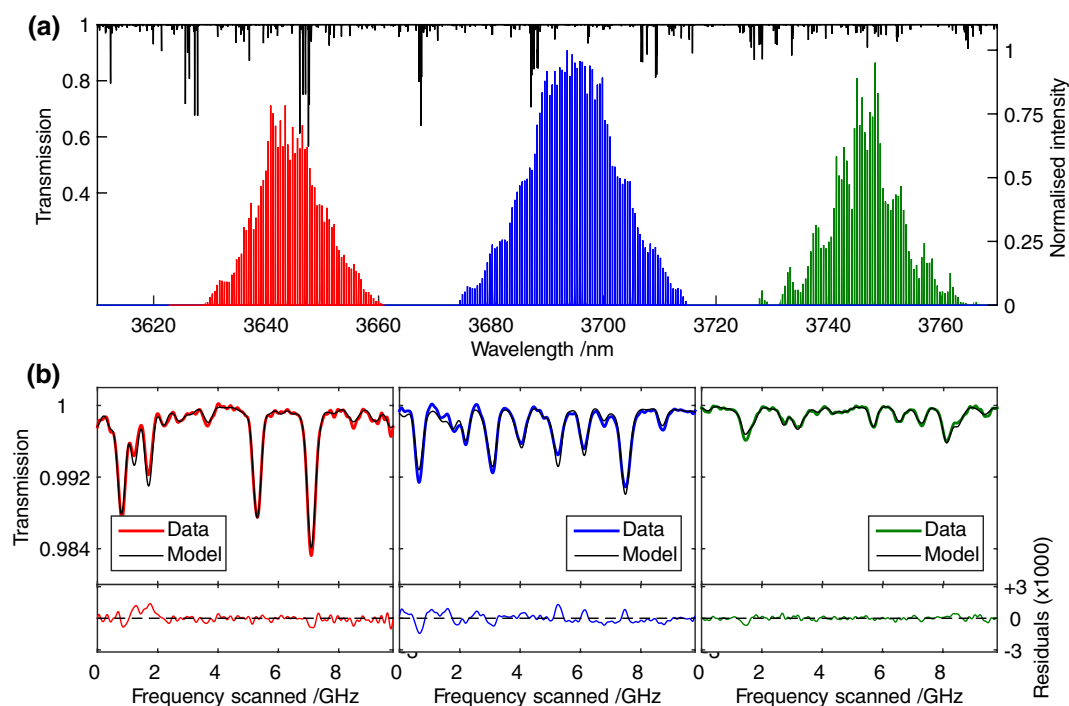 (a)
1
0.8
0.6
0.4
Transmission
1
0.75
0.5
0.25
0
Normalised intensity
3620 3640 3660 3680 3700 3720 3740 3760
Wavelength /nm
(b)
1
0.992
0.984
Transmission
Data
Model
Data
Model
Data
Model
+3
0
-3
Residuals (x1000)
0 2 4 6 8 0 2 4 6 8 0 2 4 6 8
Frequency scanned /GHz Frequency scanned /GHz Frequency scanned /GHz